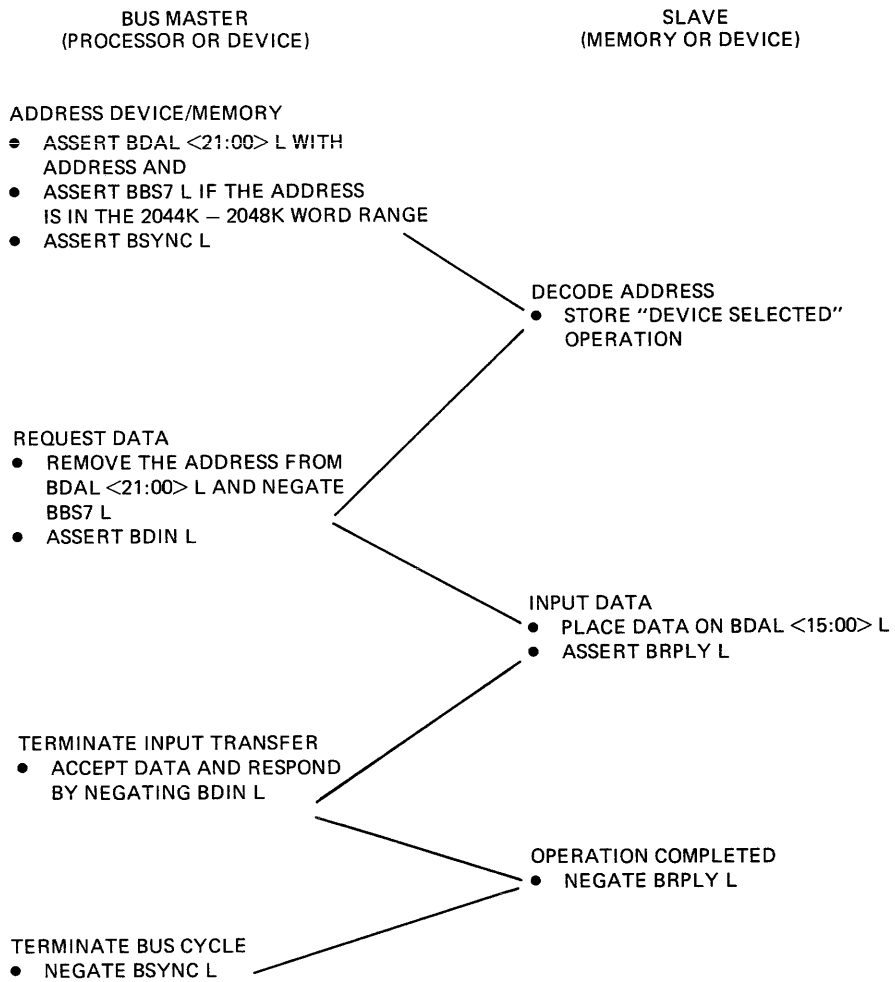 BUS MASTER
(PROCESSOR OR DEVICE)
SLAVE
(MEMORY OR DEVICE)
ADDRESS DEVICE/MEMORY
● ASSERT BDAL <21:00> L WITH
ADDRESS AND
● ASSERT BBS7 L IF THE ADDRESS
IS IN THE 2044K – 2048K WORD RANGE
● ASSERT BSYNC L
DECODE ADDRESS
● STORE "DEVICE SELECTED"
OPERATION
REQUEST DATA
● REMOVE THE ADDRESS FROM
BDAL <21:00> L AND NEGATE
BBS7 L
● ASSERT BDIN L
INPUT DATA
● PLACE DATA ON BDAL <15:00> L
● ASSERT BRPLY L
TERMINATE INPUT TRANSFER
● ACCEPT DATA AND RESPOND
BY NEGATING BDIN L
OPERATION COMPLETED
● NEGATE BRPLY L
TERMINATE BUS CYCLE
● NEGATE BSYNC L